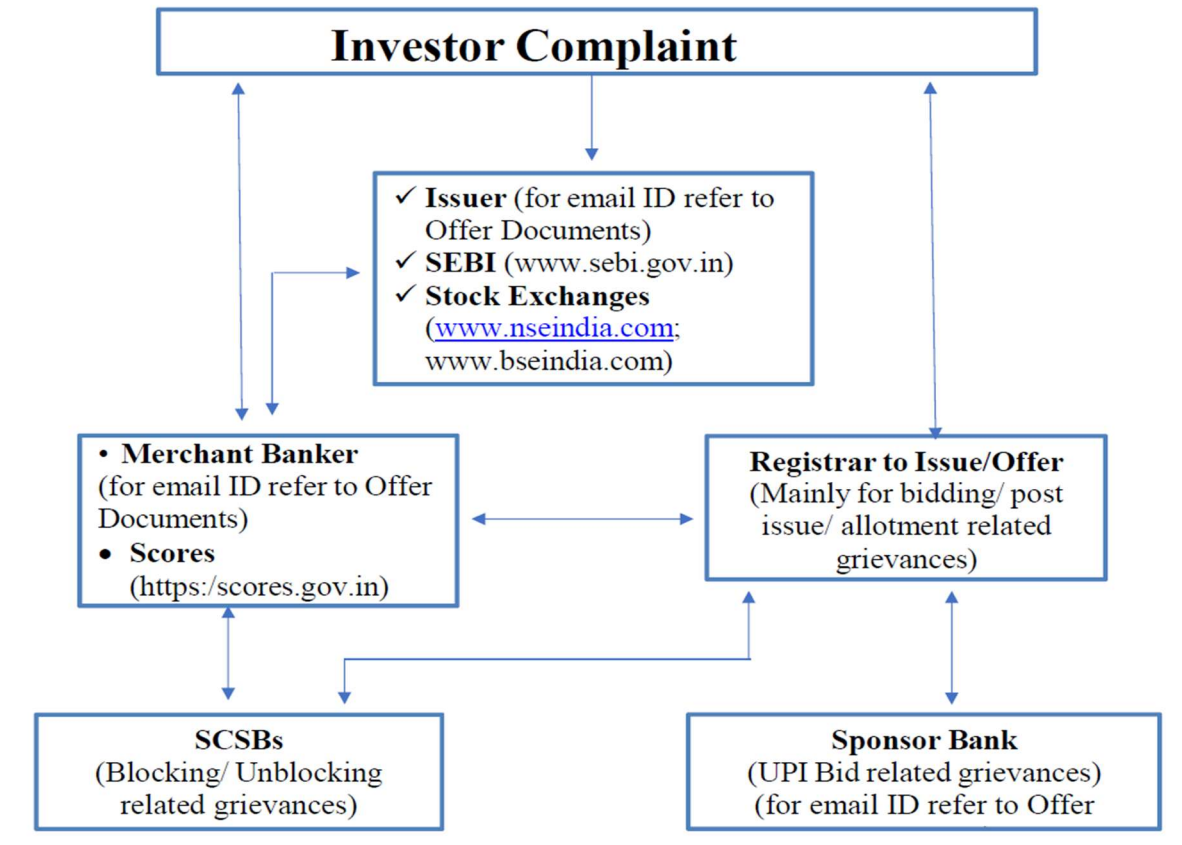 Investor Complaint
✓ Issuer (for email ID refer to
Offer Documents)
✓ SEBI (www.sebi.gov.in)
✓ Stock Exchanges
(www.nseindia.com;
www.bseindia.com)
• Merchant Banker
(for email ID refer to Offer
Documents)
• Scores
(https:/scores.gov.in)
Registrar to Issue/Offer
(Mainly for bidding/ post
issue/ allotment related
grievances)
SCSBs
(Blocking/ Unblocking
related grievances)
Sponsor Bank
(UPI Bid related grievances)
(for email ID refer to Offer